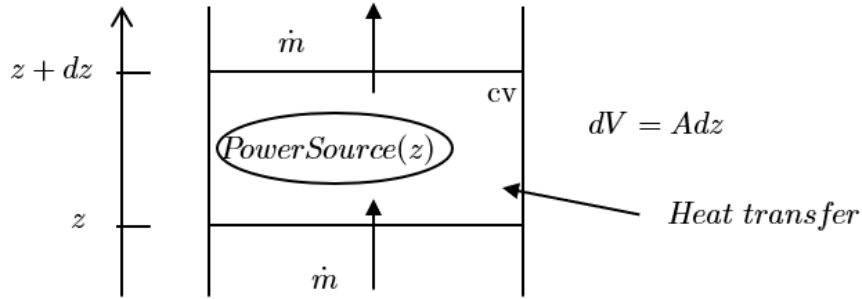 ṁ
z + dz
cv
PowerSource(z)
dV = Adz
z
Heat transfer
ṁ